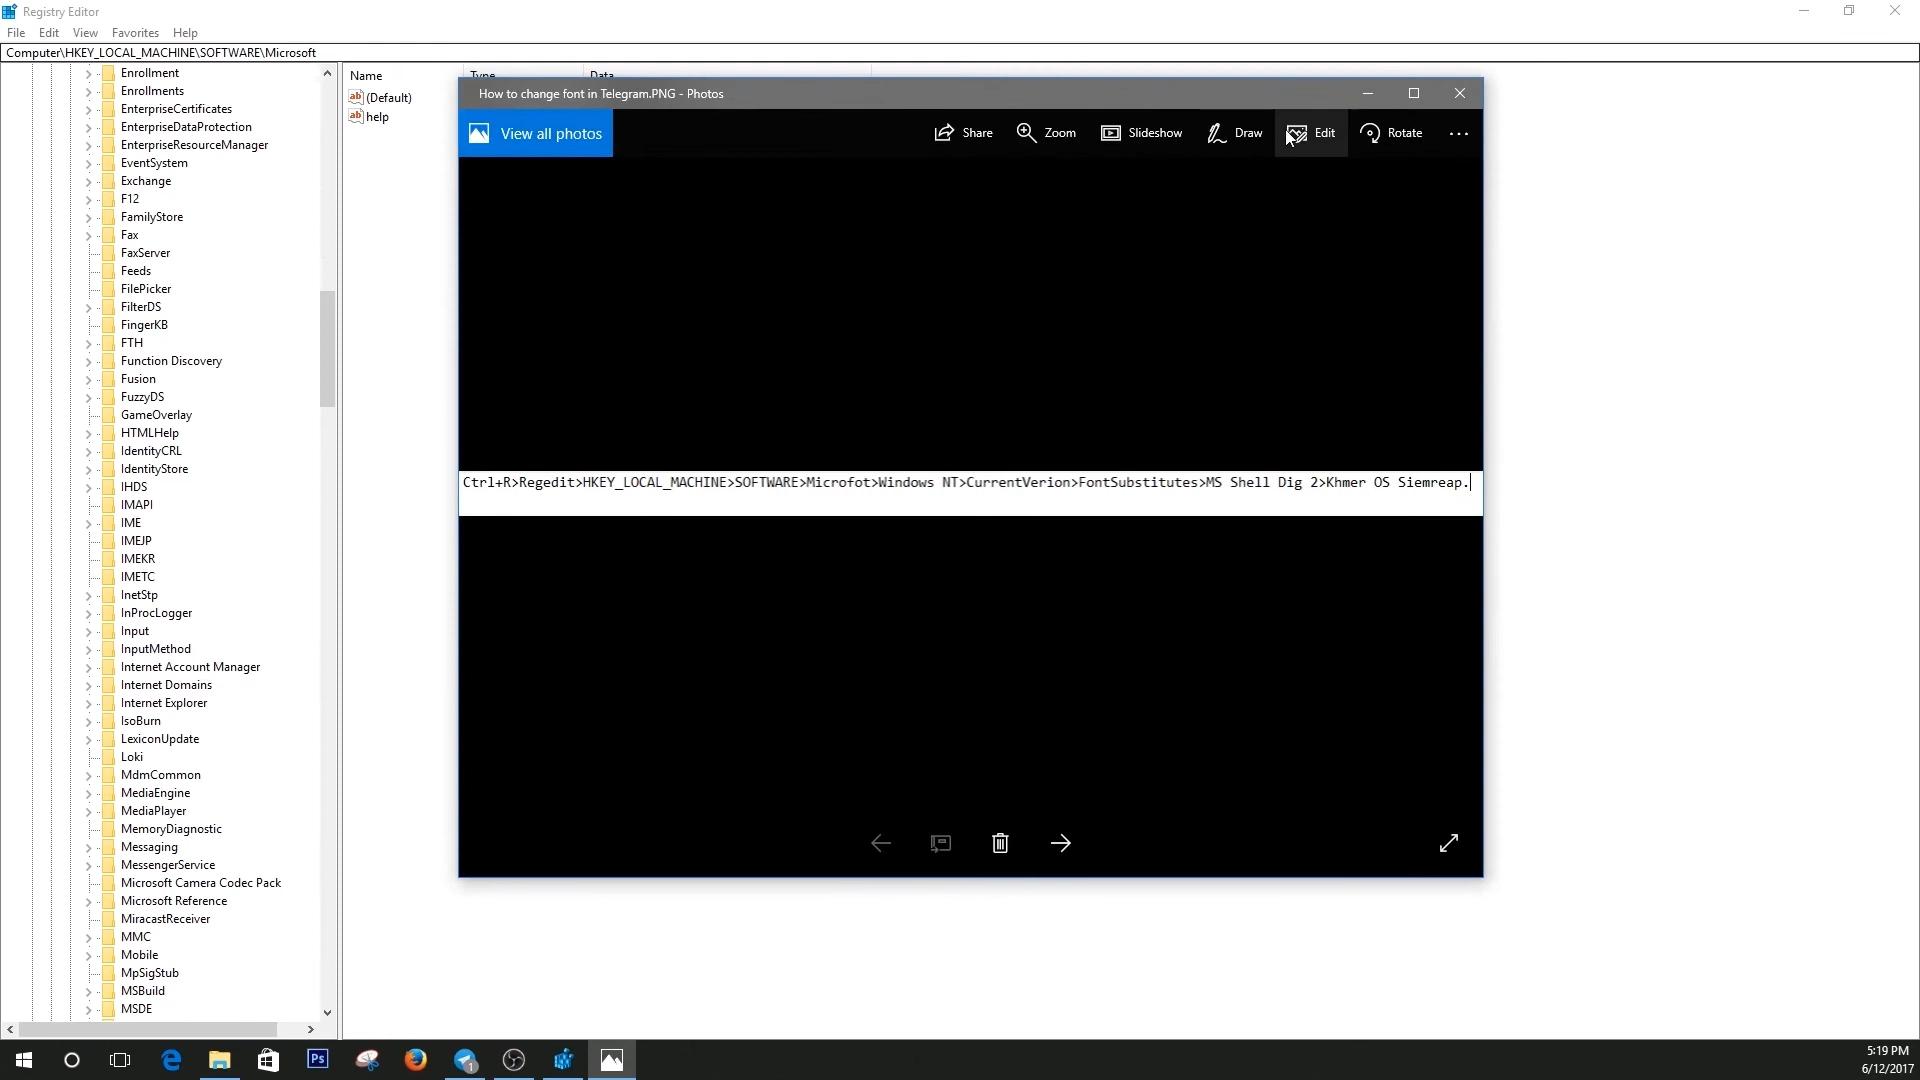 Registry Editor
File Edit View Favorites Help
Computer\HKEY_LOCAL_MACHINE\SOFTWARE\Microsoft
Enrollment
Enrollments
EnterpriseCertificates
EnterpriseDataProtection
EnterpriseResourceManager
EventSystem
Exchange
F12
FamilyStore
Fax
FaxServer
Feeds
FilePicker
FilterDS
FingerKB
FTH
Function Discovery
Fusion
FuzzyDS
GameOverlay
HTMLHelp
IdentityCRL
IdentityStore
IHDS
IMAPI
IME
IMEJP
IMEKR
IMETC
InetStp
InProcLogger
Input
InputMethod
Internet Account Manager
Internet Domains
Internet Explorer
IsoBurn
LexiconUpdate
Loki
MdmCommon
MediaEngine
MediaPlayer
MemoryDiagnostic
Messaging
MessengerService
Microsoft Camera Codec Pack
Microsoft Reference
MiracastReceiver
MMC
Mobile
MpSigStub
MSBuild
MSDE
Name Type Data
ab (Default)
ab help
How to change font in Telegram.PNG - Photos
View all photos Share Zoom Slideshow Draw Edit Rotate
Ctrl+R>Regedit>HKEY_LOCAL_MACHINE>SOFTWARE>Microfot>Windows NT>CurrentVerion>FontSubstitutes>MS Shell Dig 2>Khmer OS Siemreap.
Ps
1
5:19 PM
6/12/2017